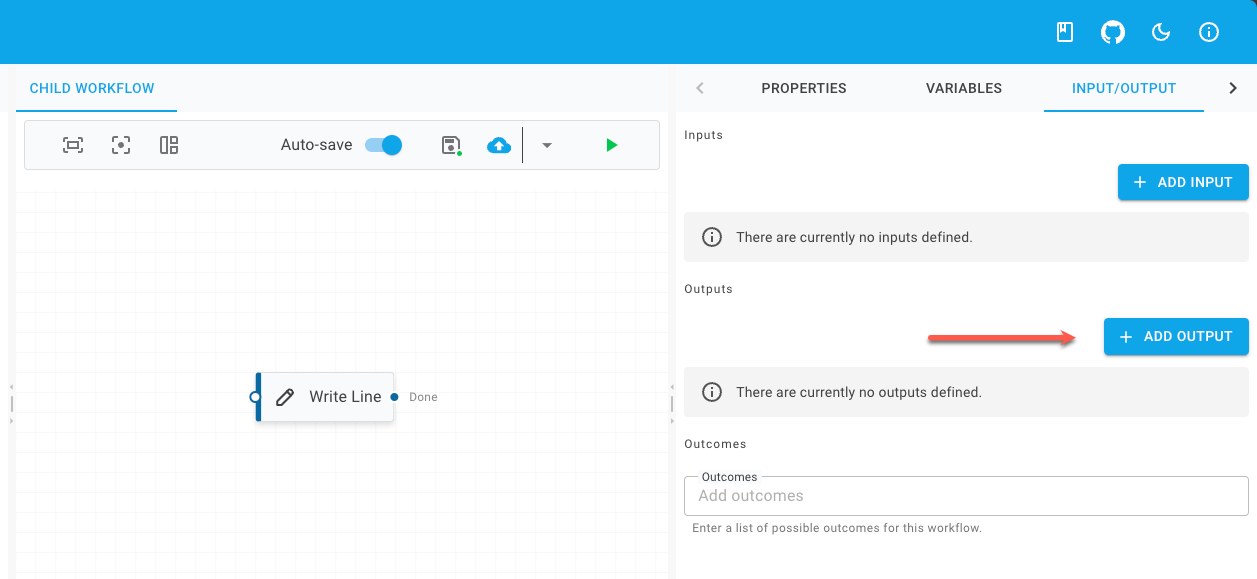 CHILD WORKFLOW
PROPERTIES
VARIABLES
INPUT/OUTPUT
Auto-save
Inputs
ADD INPUT
There are currently no inputs defined.
Outputs
ADD OUTPUT
There are currently no outputs defined.
Write Line
Done
Outcomes
Outcomes
Add outcomes
Enter a list of possible outcomes for this workflow.